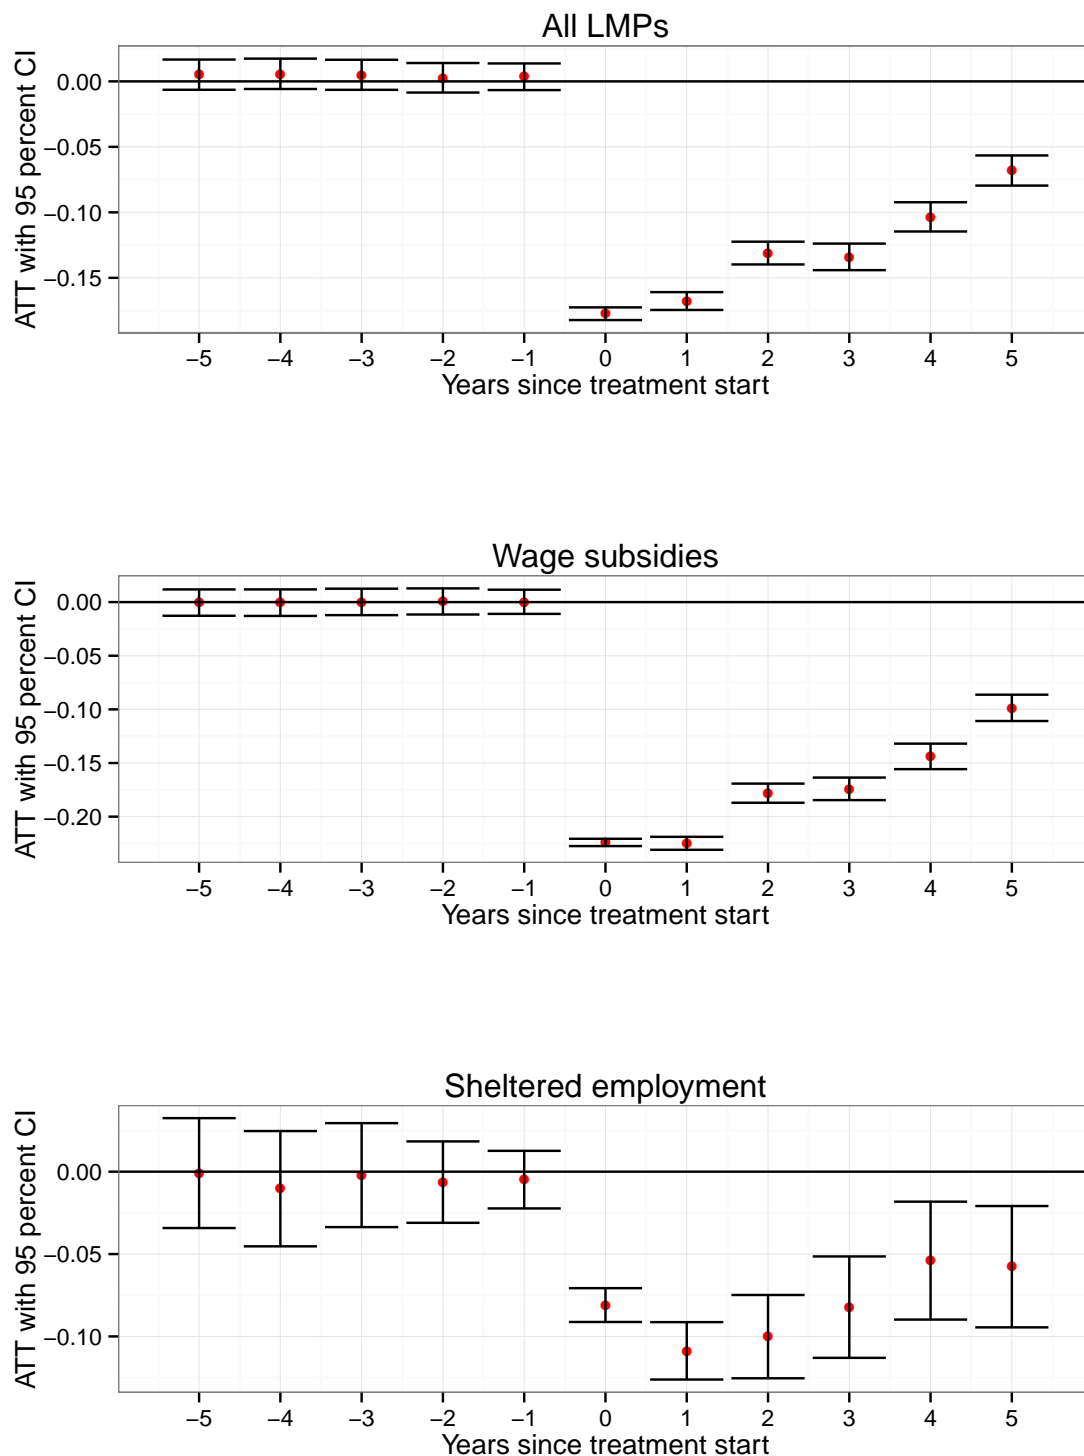 All LMPs
ATT with 95 percent CI
0.00
−0.05
−0.10
−0.15
−5 −4 −3 −2 −1 0 1 2 3 4 5
Years since treatment start
Wage subsidies
ATT with 95 percent CI
0.00
−0.05
−0.10
−0.15
−0.20
−5 −4 −3 −2 −1 0 1 2 3 4 5
Years since treatment start
Sheltered employment
ATT with 95 percent CI
0.00
−0.05
−0.10
−5 −4 −3 −2 −1 0 1 2 3 4 5
Years since treatment start